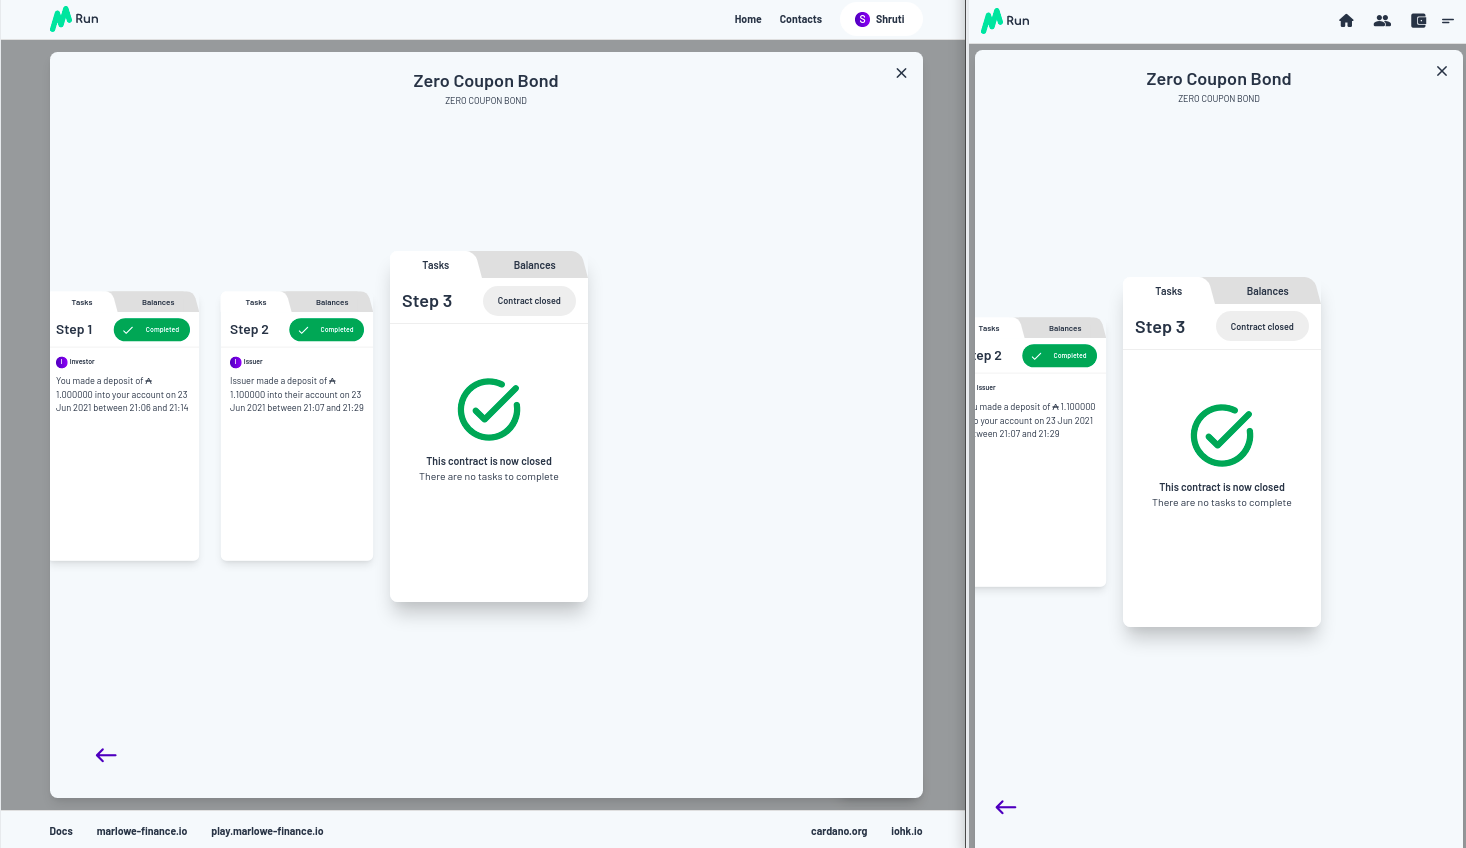 Run
Home
Contacts
S
Shruti
Zero Coupon Bond
ZERO COUPON BOND
Tasks
Balances
Step 1
Completed
I
Investor
You made a deposit of ₳
1.000000 into your account on 23
Jun 2021 between 21:06 and 21:14
Tasks
Balances
Step 2
Completed
I
Issuer
Issuer made a deposit of ₳
1.100000 into their account on 23
Jun 2021 between 21:07 and 21:29
Tasks
Balances
Step 3
Contract closed
This contract is now closed
There are no tasks to complete
Docs
marlowe-finance.io
play.marlowe-finance.io
cardano.org
iohk.io
Run
Zero Coupon Bond
ZERO COUPON BOND
Tasks
Balances
ep 2
Completed
Issuer
u made a deposit of ₳ 1.100000
o your account on 23 Jun 2021
ween 21:07 and 21:29
Tasks
Balances
Step 3
Contract closed
This contract is now closed
There are no tasks to complete